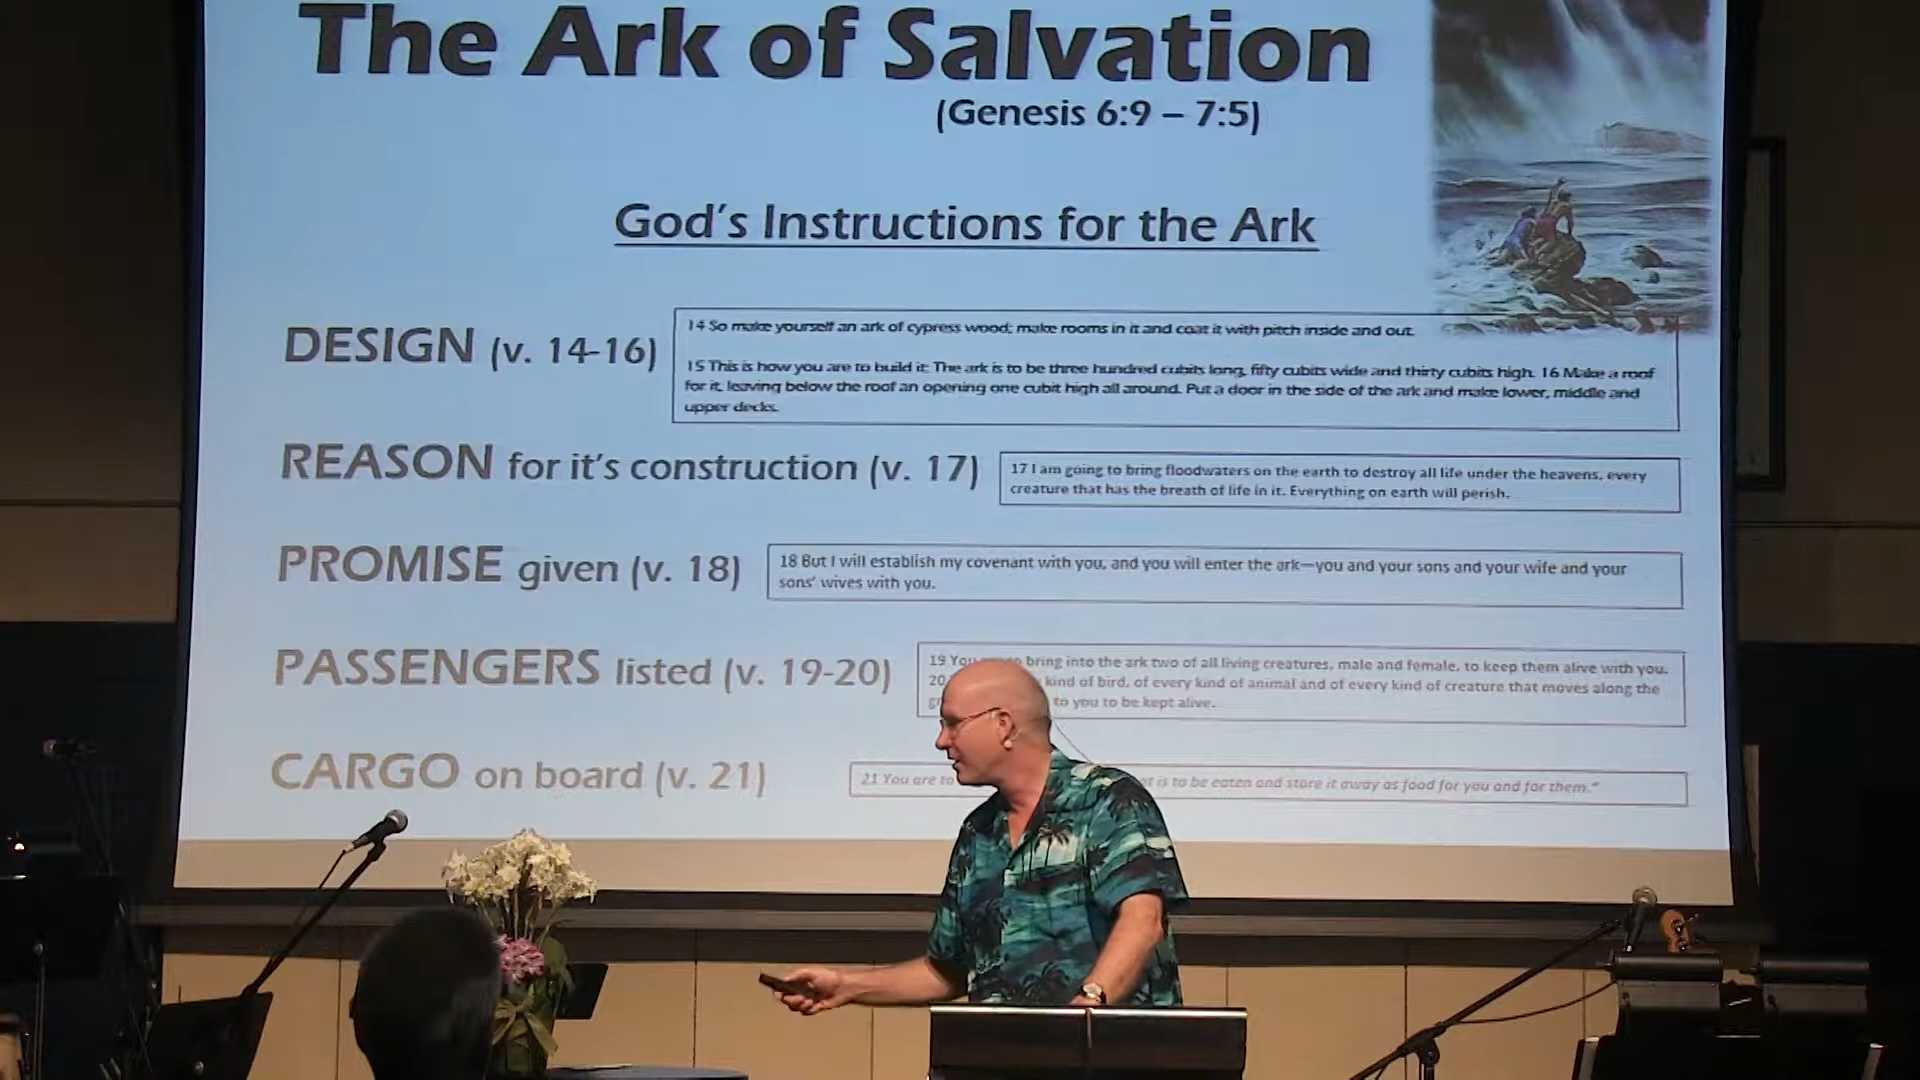 The Ark of Salvation
(Genesis 6:9 – 7:5)
God's Instructions for the Ark
DESIGN (v. 14-16)
14 So make yourself an ark of cypress wood; make rooms in it and coat it with pitch inside and out.
15 This is how you are to build it: The ark is to be three hundred cubits long, fifty cubits wide and thirty cubits high. 16 Make a roof
for it, leaving below the roof an opening one cubit high all around. Put a door in the side of the ark and make lower, middle and
upper decks.
REASON for it's construction (v. 17)
17 I am going to bring floodwaters on the earth to destroy all life under the heavens, every
creature that has the breath of life in it. Everything on earth will perish.
PROMISE given (v. 18)
18 But I will establish my covenant with you, and you will enter the ark—you and your sons and your wife and your
sons' wives with you.
PASSENGERS listed (v. 19-20)
19 You bring into the ark two of all living creatures, male and female, to keep them alive with you.
20 kind of bird, of every kind of animal and of every kind of creature that moves along the
to you to be kept alive.
CARGO on board (v. 21)
21 You are to is to be eaten and store it away as food for you and for them."